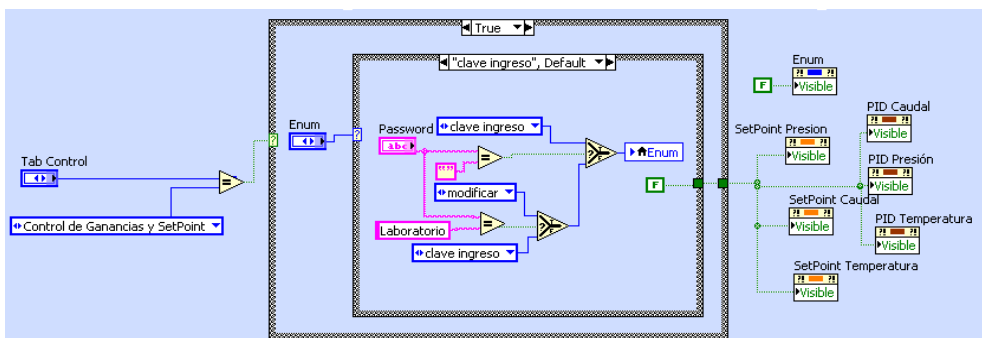 True
"clave ingreso", Default
Enum
Visible
F
PID Caudal
Visible
Enum
Password
clave ingreso
abc
SetPoint Presion
Visible
Enum
PID Presión
Visible
Tab Control
modificar
F
SetPoint Caudal
Visible
Control de Ganancias y SetPoint
Laboratorio
PID Temperatura
Visible
clave ingreso
SetPoint Temperatura
Visible